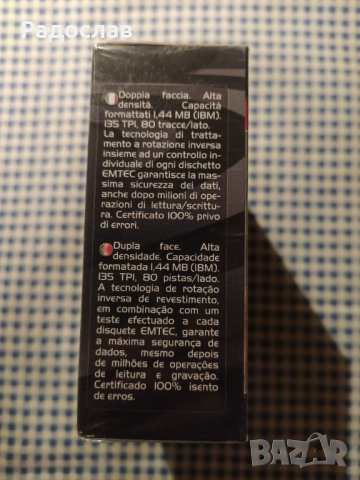 Радослав
Doppia faccia. Alta
densità. Capacità
formattati 1,44 MB (IBM).
135 TPI, 80 tracce/lato.
La tecnologia di tratta-
mento a rotazione inversa
insieme ad un controllo in-
dividuale di ogni dischetto
EMTEC garantisce la mas-
sima sicurezza dei dati,
anche dopo milioni di ope-
razioni di lettura/scrittu-
ra. Certificato 100% privo
di errori.
Dupla face. Alta
densidade. Capacidade
formatada 1,44 MB (IBM).
135 TPI, 80 pistas/lado.
A tecnologia de rotação
inversa de revestimento,
em combinação com um
teste efectuado a cada
disquete EMTEC, garante
a máxima segurança de
dados, mesmo depois
de milhões de operações
de leitura e gravação.
Certificado 100% isento
de erros.
BAZAR